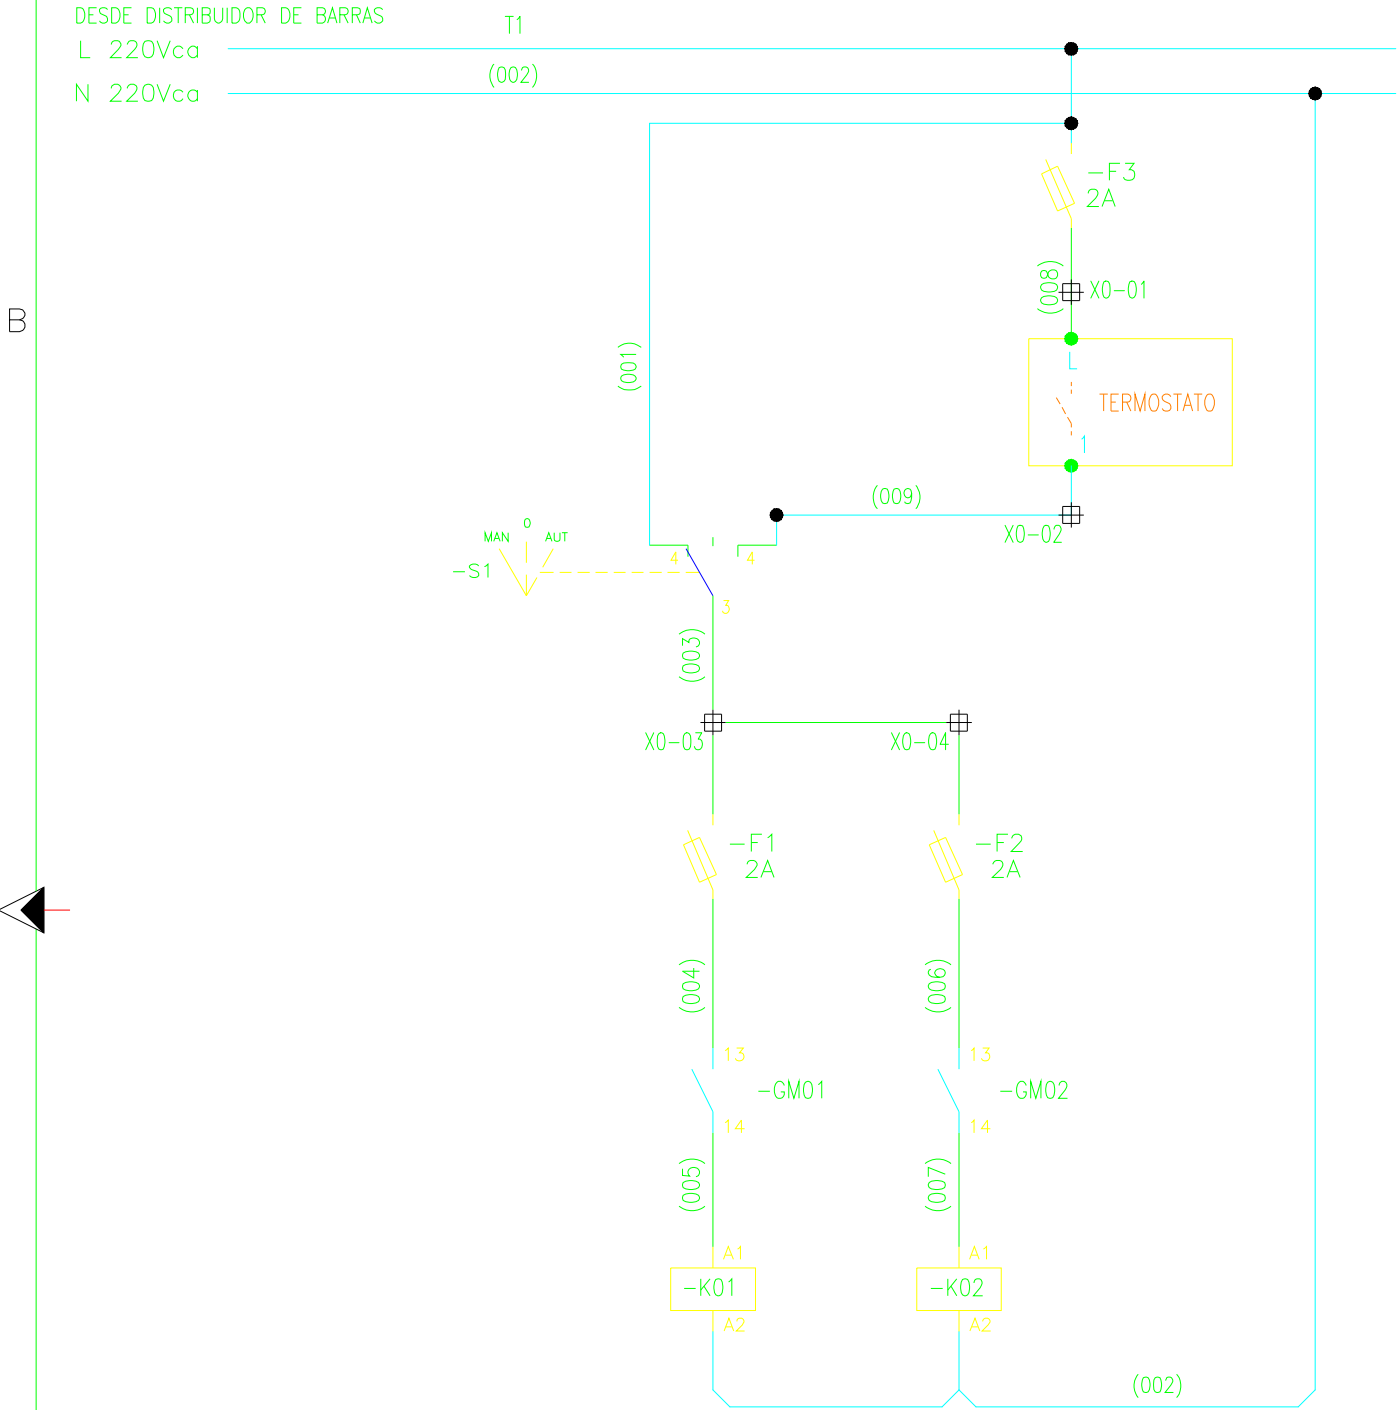 DESDE DISTRIBUIDOR DE BARRAS
T1
L 220Vca
(002)
N 220Vca
-F3
2A
(008)
X0-01
B
(001)
L
TERMOSTATO
1
(009)
X0-02
MAN 0 AUT
-S1
4
4
3
(003)
X0-03
X0-04
-F1
2A
-F2
2A
(004)
(006)
13
13
-GM01
-GM02
14
14
(005)
(007)
A1
A1
-K01
-K02
A2
A2
(002)